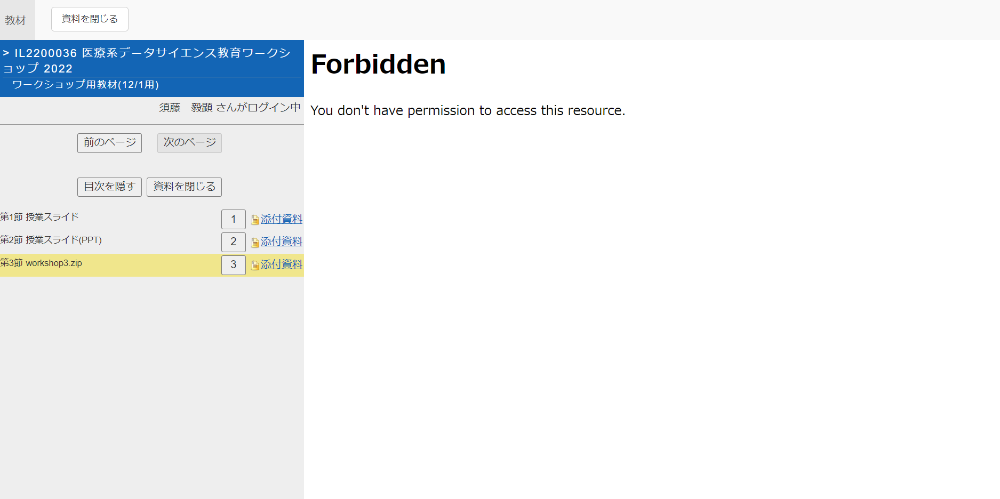 教材
資料を閉じる
> IL2200036 医療系データサイエンス教育ワークシ
ョップ 2022
ワークショップ用教材(12/1用)
須藤　毅顕 さんがログイン中
前のページ
次のページ
目次を隠す
資料を閉じる
第1節 授業スライド 1 添付資料
第2節 授業スライド(PPT) 2 添付資料
第3節 workshop3.zip 3 添付資料
Forbidden
You don't have permission to access this resource.